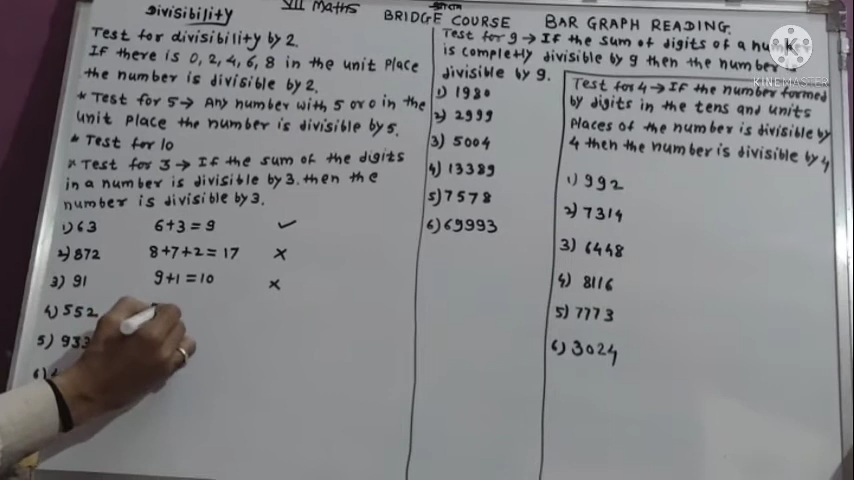 VII Maths
Divisibility
BRIDGE COURSE BAR GRAPH READING.
Test for divisibility by 2.
If there is 0, 2, 4, 6, 8 in the unit place
the number is divisible by 2.
* Test for 5 → Any number with 5 or 0 in the
unit place the number is divisible by 5.
* Test for 10
* Test for 3 → If the sum of the digits
in a number is divisible by 3. then the
number is divisible by 3.
1) 63 6+3=9 ✓
2) 872 8+7+2=17 ×
3) 91 9+1=10 ×
4) 552
5) 933
6)
Test for 9 → If the sum of digits of a
is completly divisible by 9 then the number
divisible by 9.
1) 1980
2) 2999
3) 5004
4) 13389
5) 7578
6) 69993
Test for 4 → If the number formed
by digits in the tens and units
places of the number is divisible by
4 then the number is divisible by 4
1) 992
2) 7314
3) 6448
4) 8116
5) 7773
6) 3024
K
KINEMASTER